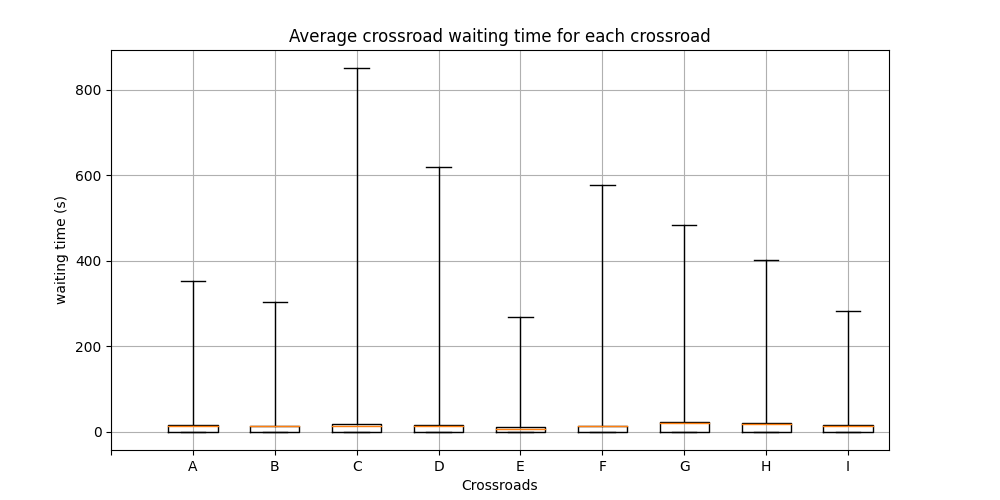 Average crossroad waiting time for each crossroad
800
600
400
200
0
waiting time (s)
A B C D E F G H I
Crossroads